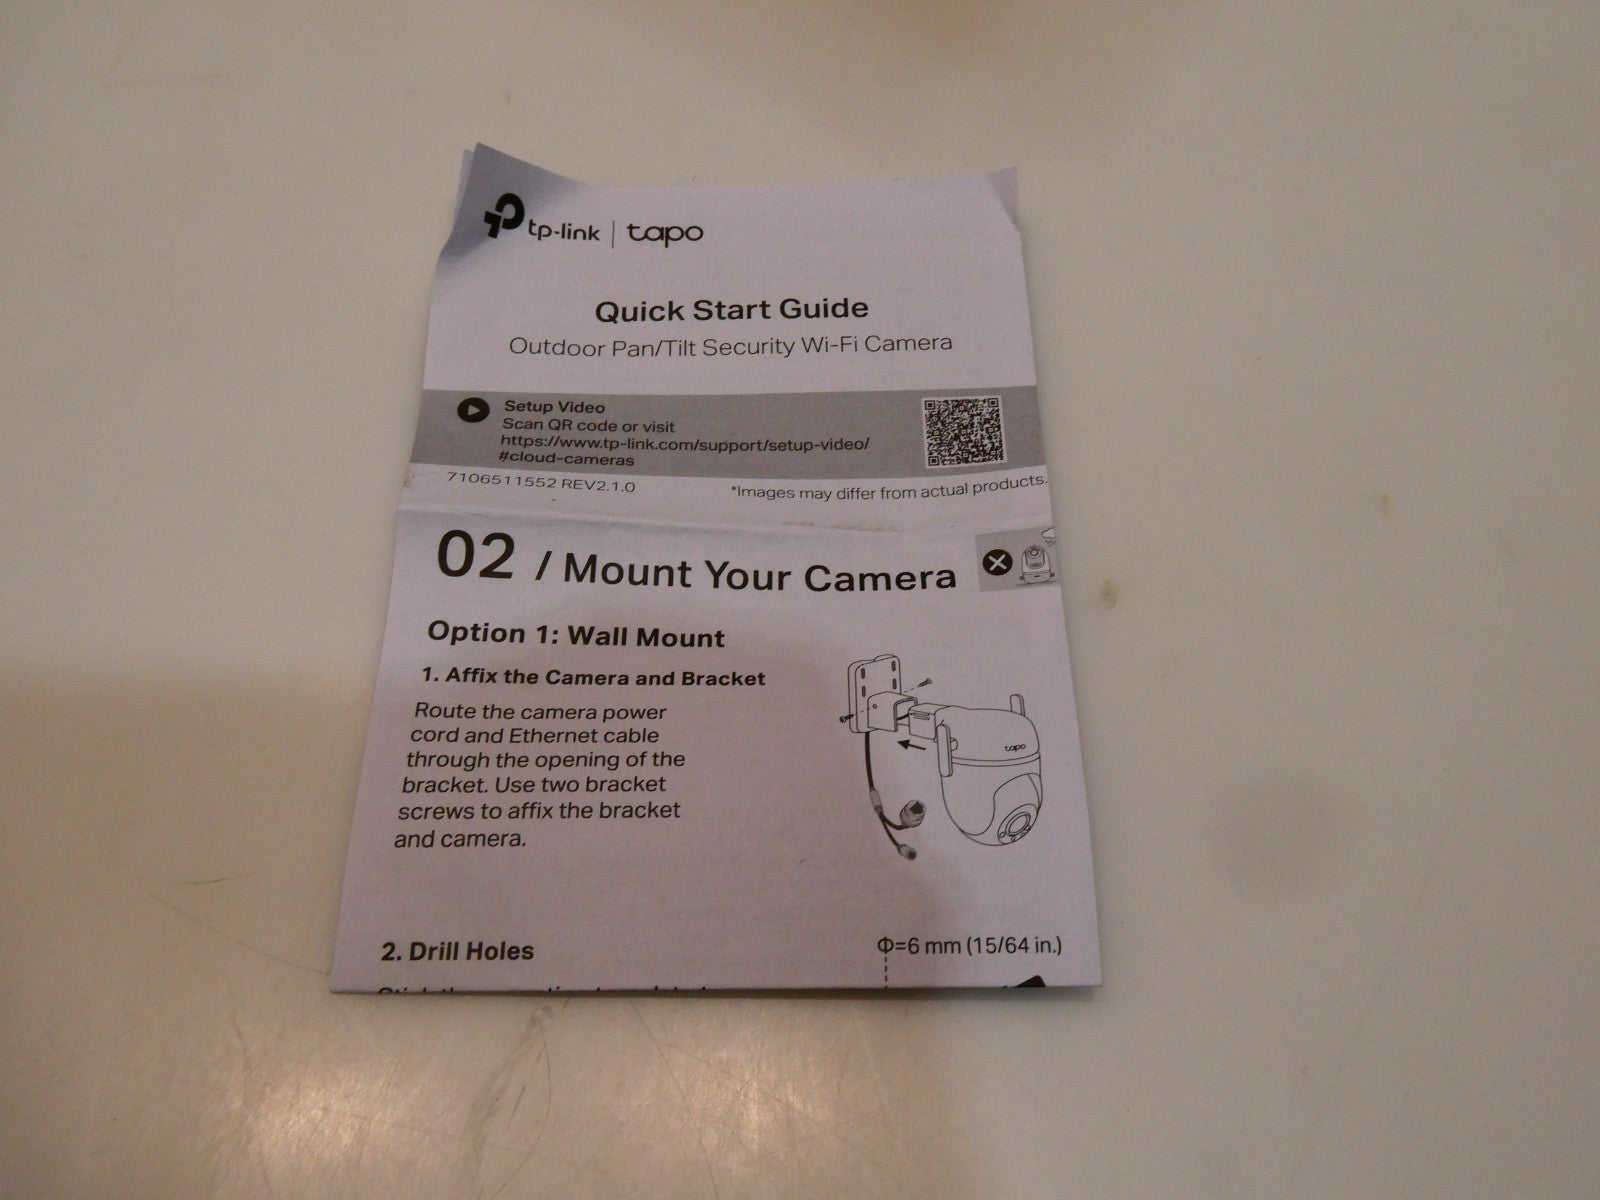 tp-link | tapo
Quick Start Guide
Outdoor Pan/Tilt Security Wi-Fi Camera
Setup Video
Scan QR code or visit
https://www.tp-link.com/support/setup-video/
#cloud-cameras
7106511552 REV2.1.0
*Images may differ from actual products.
02 / Mount Your Camera
Option 1: Wall Mount
1. Affix the Camera and Bracket
Route the camera power
cord and Ethernet cable
through the opening of the
bracket. Use two bracket
screws to affix the bracket
and camera.
tapo
2. Drill Holes
Φ=6 mm (15/64 in.)